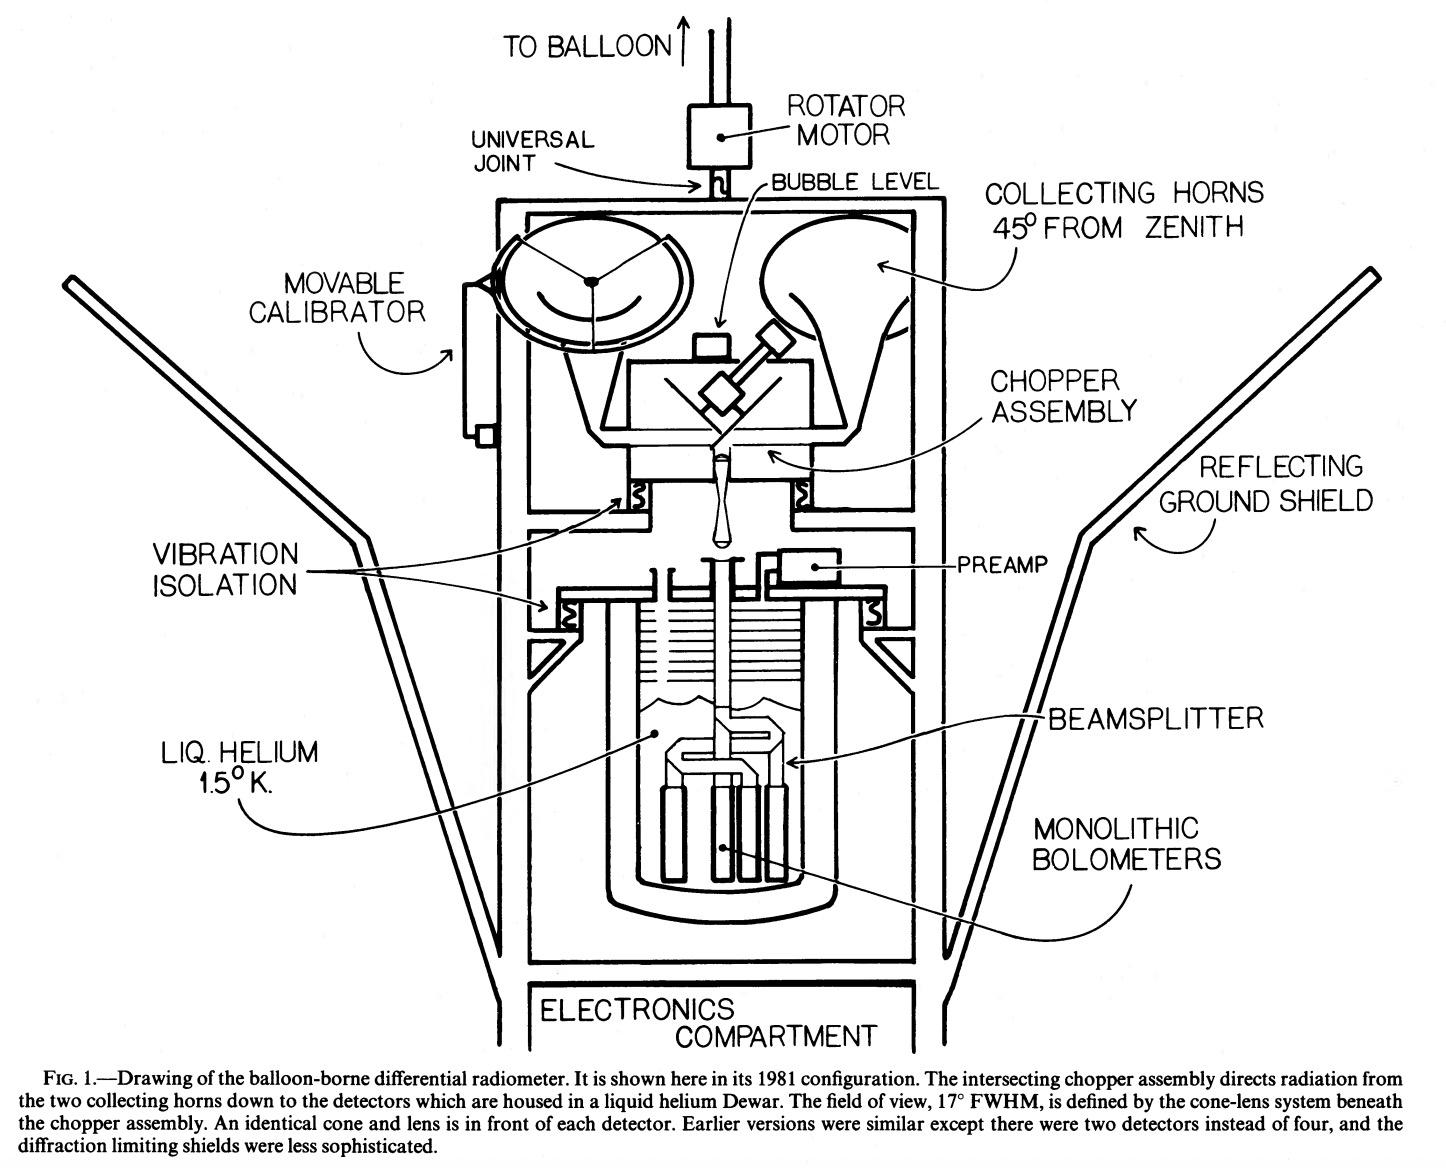 TO BALLOON
ROTATOR
MOTOR
UNIVERSAL
JOINT
BUBBLE LEVEL
COLLECTING HORNS
45° FROM ZENITH
MOVABLE
CALIBRATOR
CHOPPER
ASSEMBLY
REFLECTING
GROUND SHIELD
VIBRATION
ISOLATION
PREAMP
BEAMSPLITTER
LIQ. HELIUM
1.5° K.
MONOLITHIC
BOLOMETERS
ELECTRONICS
COMPARTMENT
FIG. 1.—Drawing of the balloon-borne differential radiometer. It is shown here in its 1981 configuration. The intersecting chopper assembly directs radiation from
the two collecting horns down to the detectors which are housed in a liquid helium Dewar. The field of view, 17° FWHM, is defined by the cone-lens system beneath
the chopper assembly. An identical cone and lens is in front of each detector. Earlier versions were similar except there were two detectors instead of four, and the
diffraction limiting shields were less sophisticated.